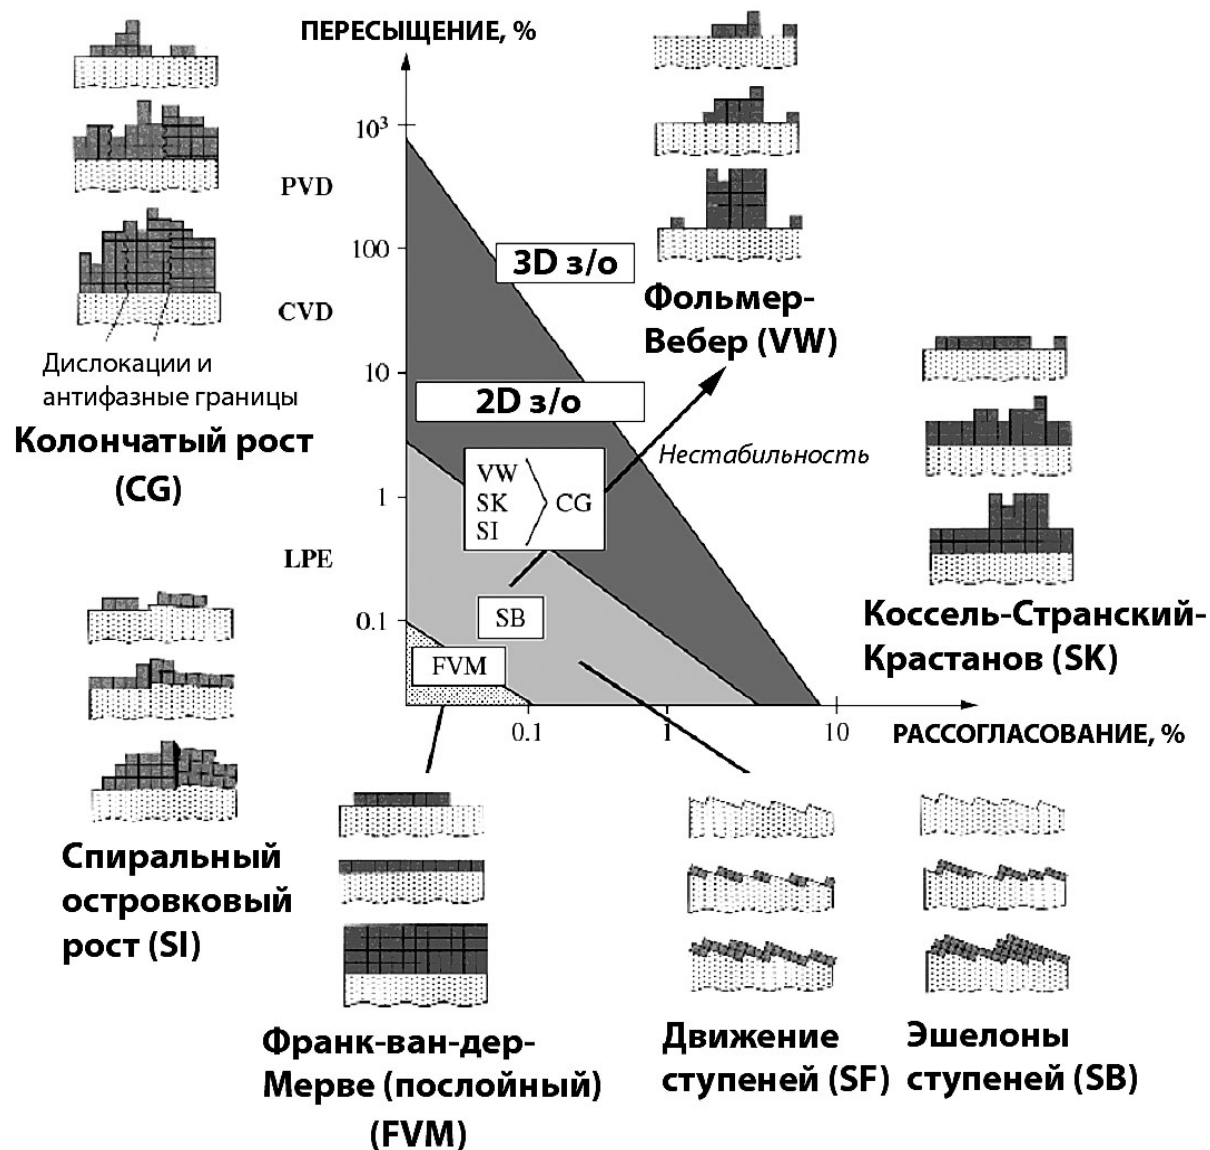 ПЕРЕСЫЩЕНИЕ, %
10³
PVD
100
CVD
10
1
LPE
0.1
3D з/о
2D з/о
VW
SK
SI
CG
SB
FVM
Нестабильность
0.1
1
10
РАССОГЛАСОВАНИЕ, %
Дислокации и
антифазные границы
Колончатый рост
(CG)
Фольмер-
Вебер (VW)
Коссель-Странский-
Крастанов (SK)
Спиральный
островковый
рост (SI)
Франк-ван-дер-
Мерве (послойный)
(FVM)
Движение
ступеней (SF)
Эшелоны
ступеней (SB)